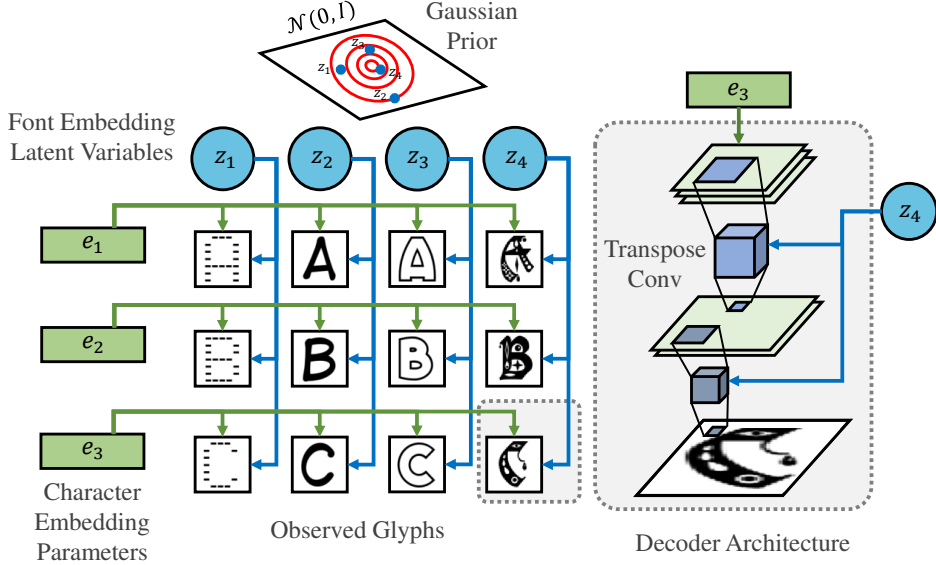 𝒩(0, I)
Gaussian
Prior
z₃
z₁
z₄
z₂
Font Embedding
Latent Variables
z₁ z₂ z₃ z₄
e₁
A A A A
e₂
B B B B
e₃
C C C C
Character
Embedding
Parameters
Observed Glyphs
e₃
z₄
Transpose
Conv
C
Decoder Architecture